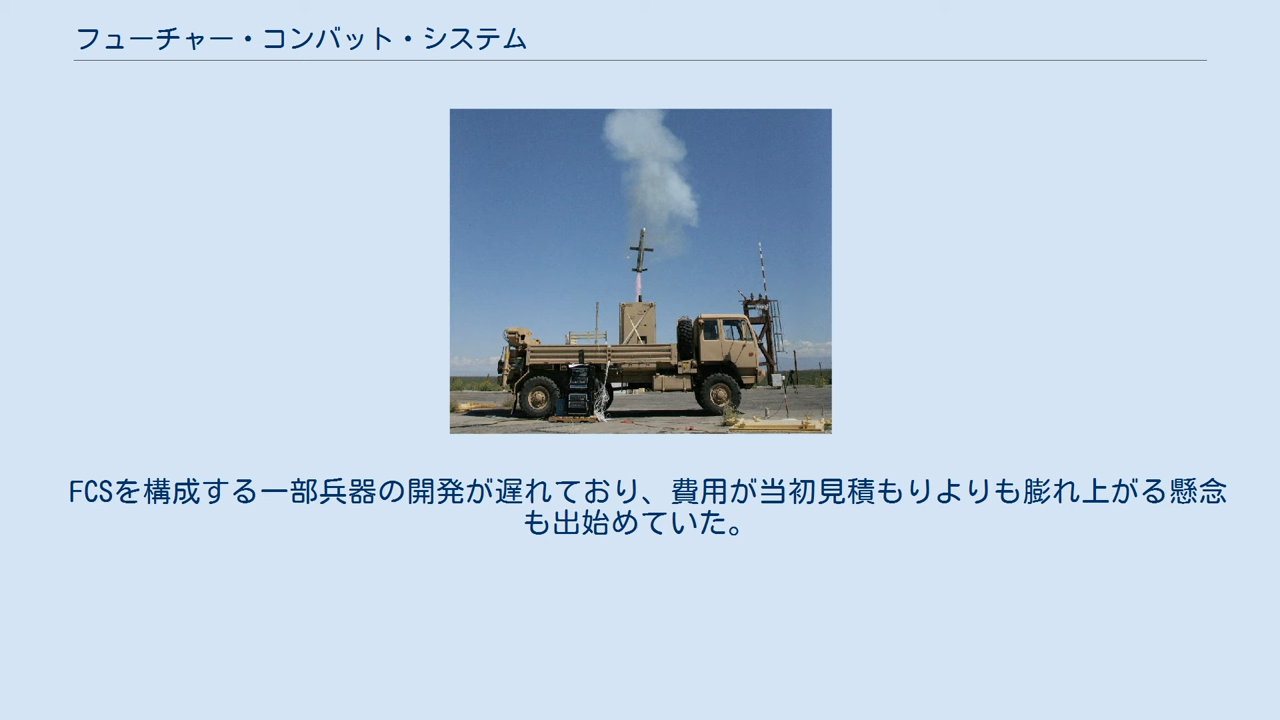 フューチャー・コンバット・システム
FCSを構成する一部兵器の開発が遅れており、費用が当初見積もりよりも膨れ上がる懸念
も出始めていた。